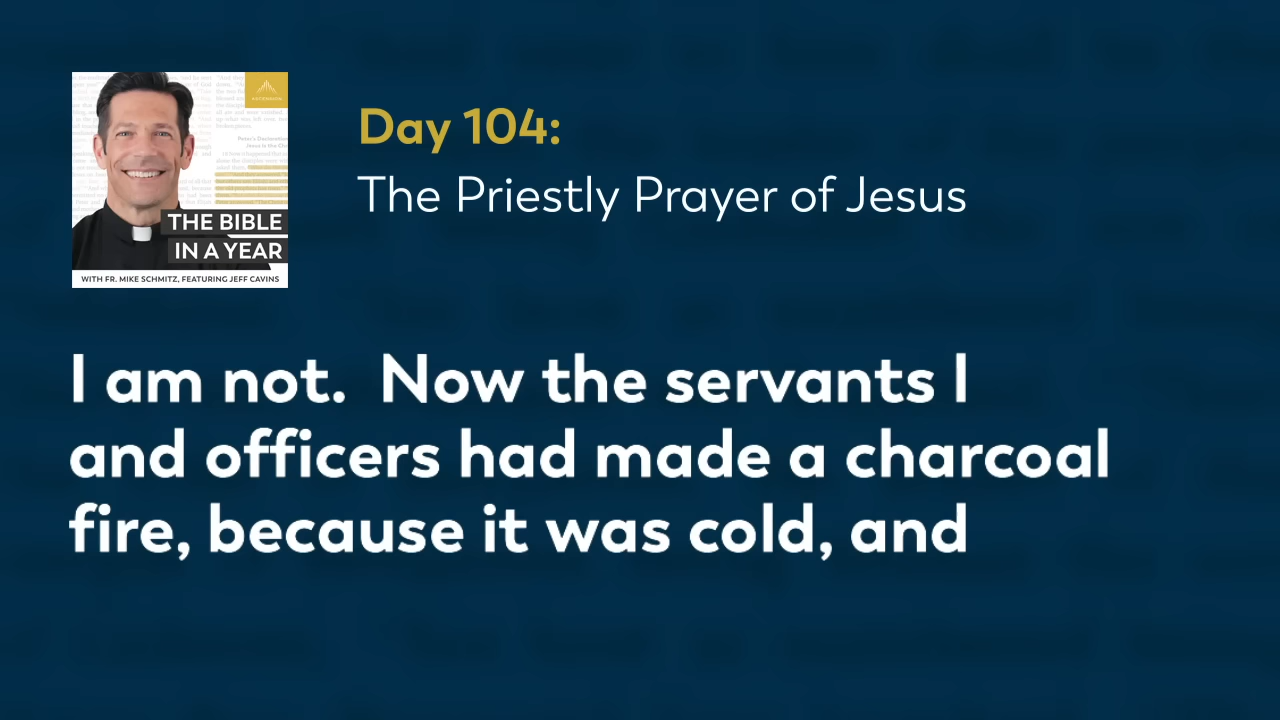 Day 104:
The Priestly Prayer of Jesus
THE BIBLE
IN A YEAR
WITH FR. MIKE SCHMITZ, FEATURING JEFF CAVINS
I am not. Now the servants I
and officers had made a charcoal
fire, because it was cold, and